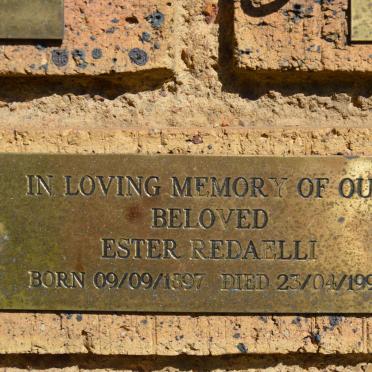 IN LOVING MEMORY OF OU
BELOVED
ESTER REDAELLI
BORN 09/09/1897 DIED 23/04/199